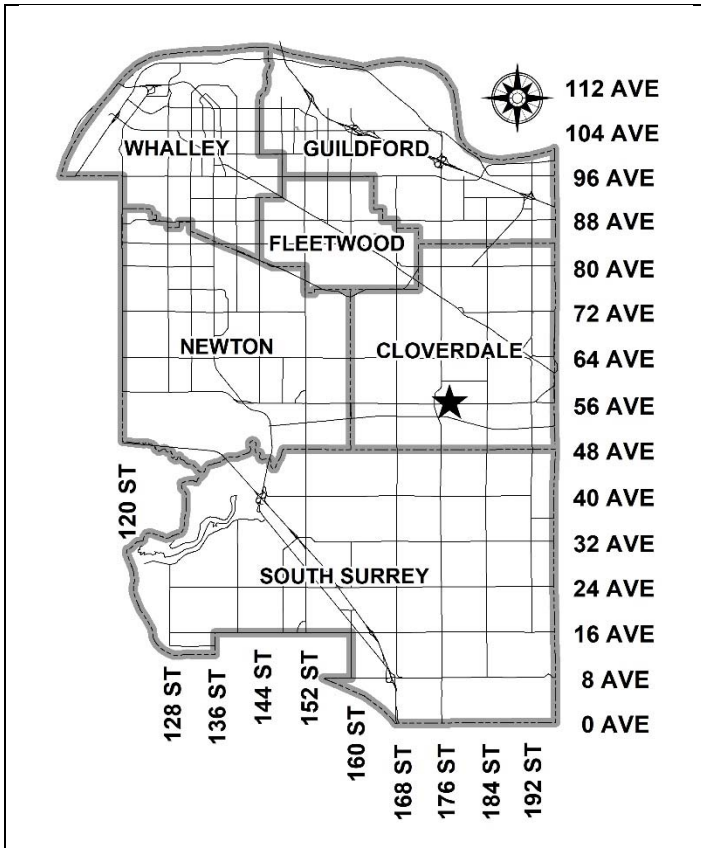 112 AVE
104 AVE
WHALLEY
GUILDFORD
96 AVE
88 AVE
FLEETWOOD
80 AVE
72 AVE
NEWTON
CLOVERDALE
64 AVE
56 AVE
48 AVE
120 ST
40 AVE
32 AVE
SOUTH SURREY
24 AVE
16 AVE
128 ST
136 ST
144 ST
152 ST
160 ST
8 AVE
0 AVE
168 ST
176 ST
184 ST
192 ST